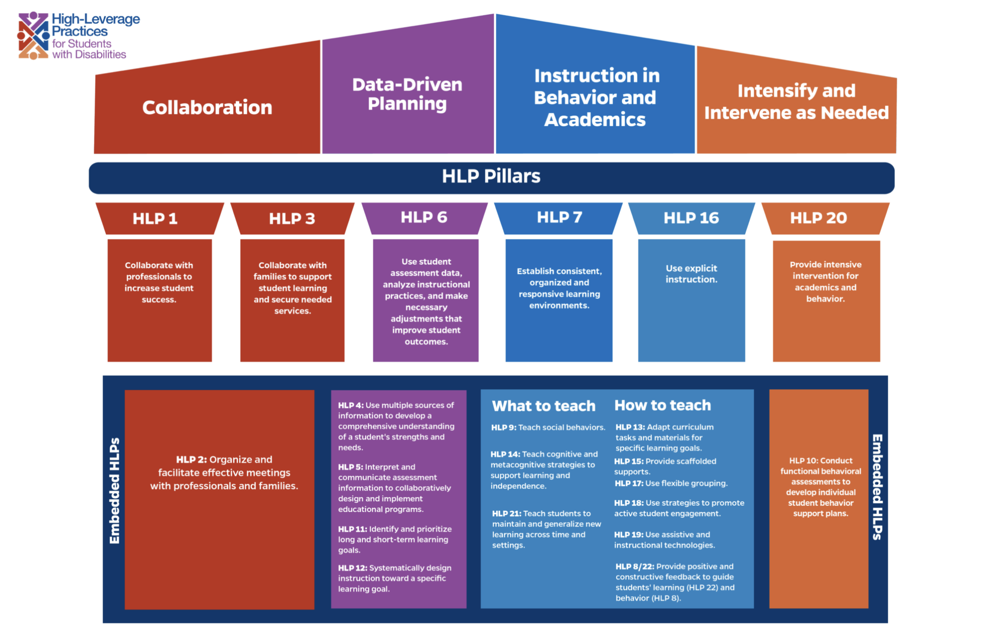 High-Leverage
Practices
for Students
with Disabilities
Collaboration
Data-Driven
Planning
Instruction in
Behavior and
Academics
Intensify and
Intervene as Needed
HLP Pillars
HLP 1
Collaborate with
professionals to
increase student
success.
HLP 3
Collaborate with
families to support
student learning
and secure needed
services.
HLP 6
Use student
assessment data,
analyze instructional
practices, and make
necessary
adjustments that
improve student
outcomes.
HLP 7
Establish consistent,
organized and
responsive learning
environments.
HLP 16
Use explicit
instruction.
HLP 20
Provide intensive
intervention for
academics and
behavior.
Embedded HLPs
HLP 2: Organize and
facilitate effective meetings
with professionals and families.
HLP 4: Use multiple sources of
information to develop a
comprehensive understanding
of a student's strengths and
needs.
HLP 5: Interpret and
communicate assessment
information to collaboratively
design and implement
educational programs.
HLP 11: Identify and prioritize
long and short-term learning
goals.
HLP 12: Systematically design
instruction toward a specific
learning goal.
What to teach
HLP 9: Teach social behaviors.
HLP 14: Teach cognitive and
metacognitive strategies to
support learning and
independence.
HLP 21: Teach students to
maintain and generalize new
learning across time and
settings.
How to teach
HLP 13: Adapt curriculum
tasks and materials for
specific learning goals.
HLP 15: Provide scaffolded
supports.
HLP 17: Use flexible grouping.
HLP 18: Use strategies to promote
active student engagement.
HLP 19: Use assistive and
instructional technologies.
HLP 8/22: Provide positive and
constructive feedback to guide
students' learning (HLP 22) and
behavior (HLP 8).
HLP 10: Conduct
functional behavioral
assessments to
develop individual
student behavior
support plans.
Embedded HLPs